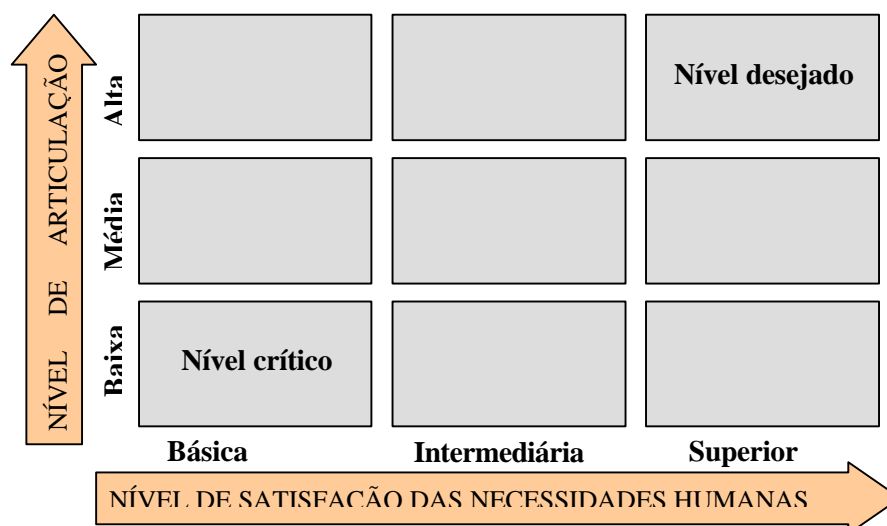 NÍVEL DE ARTICULAÇÃO
Alta
Nível desejado
Média
Baixa
Nível crítico
Básica Intermediária Superior
NÍVEL DE SATISFAÇÃO DAS NECESSIDADES HUMANAS